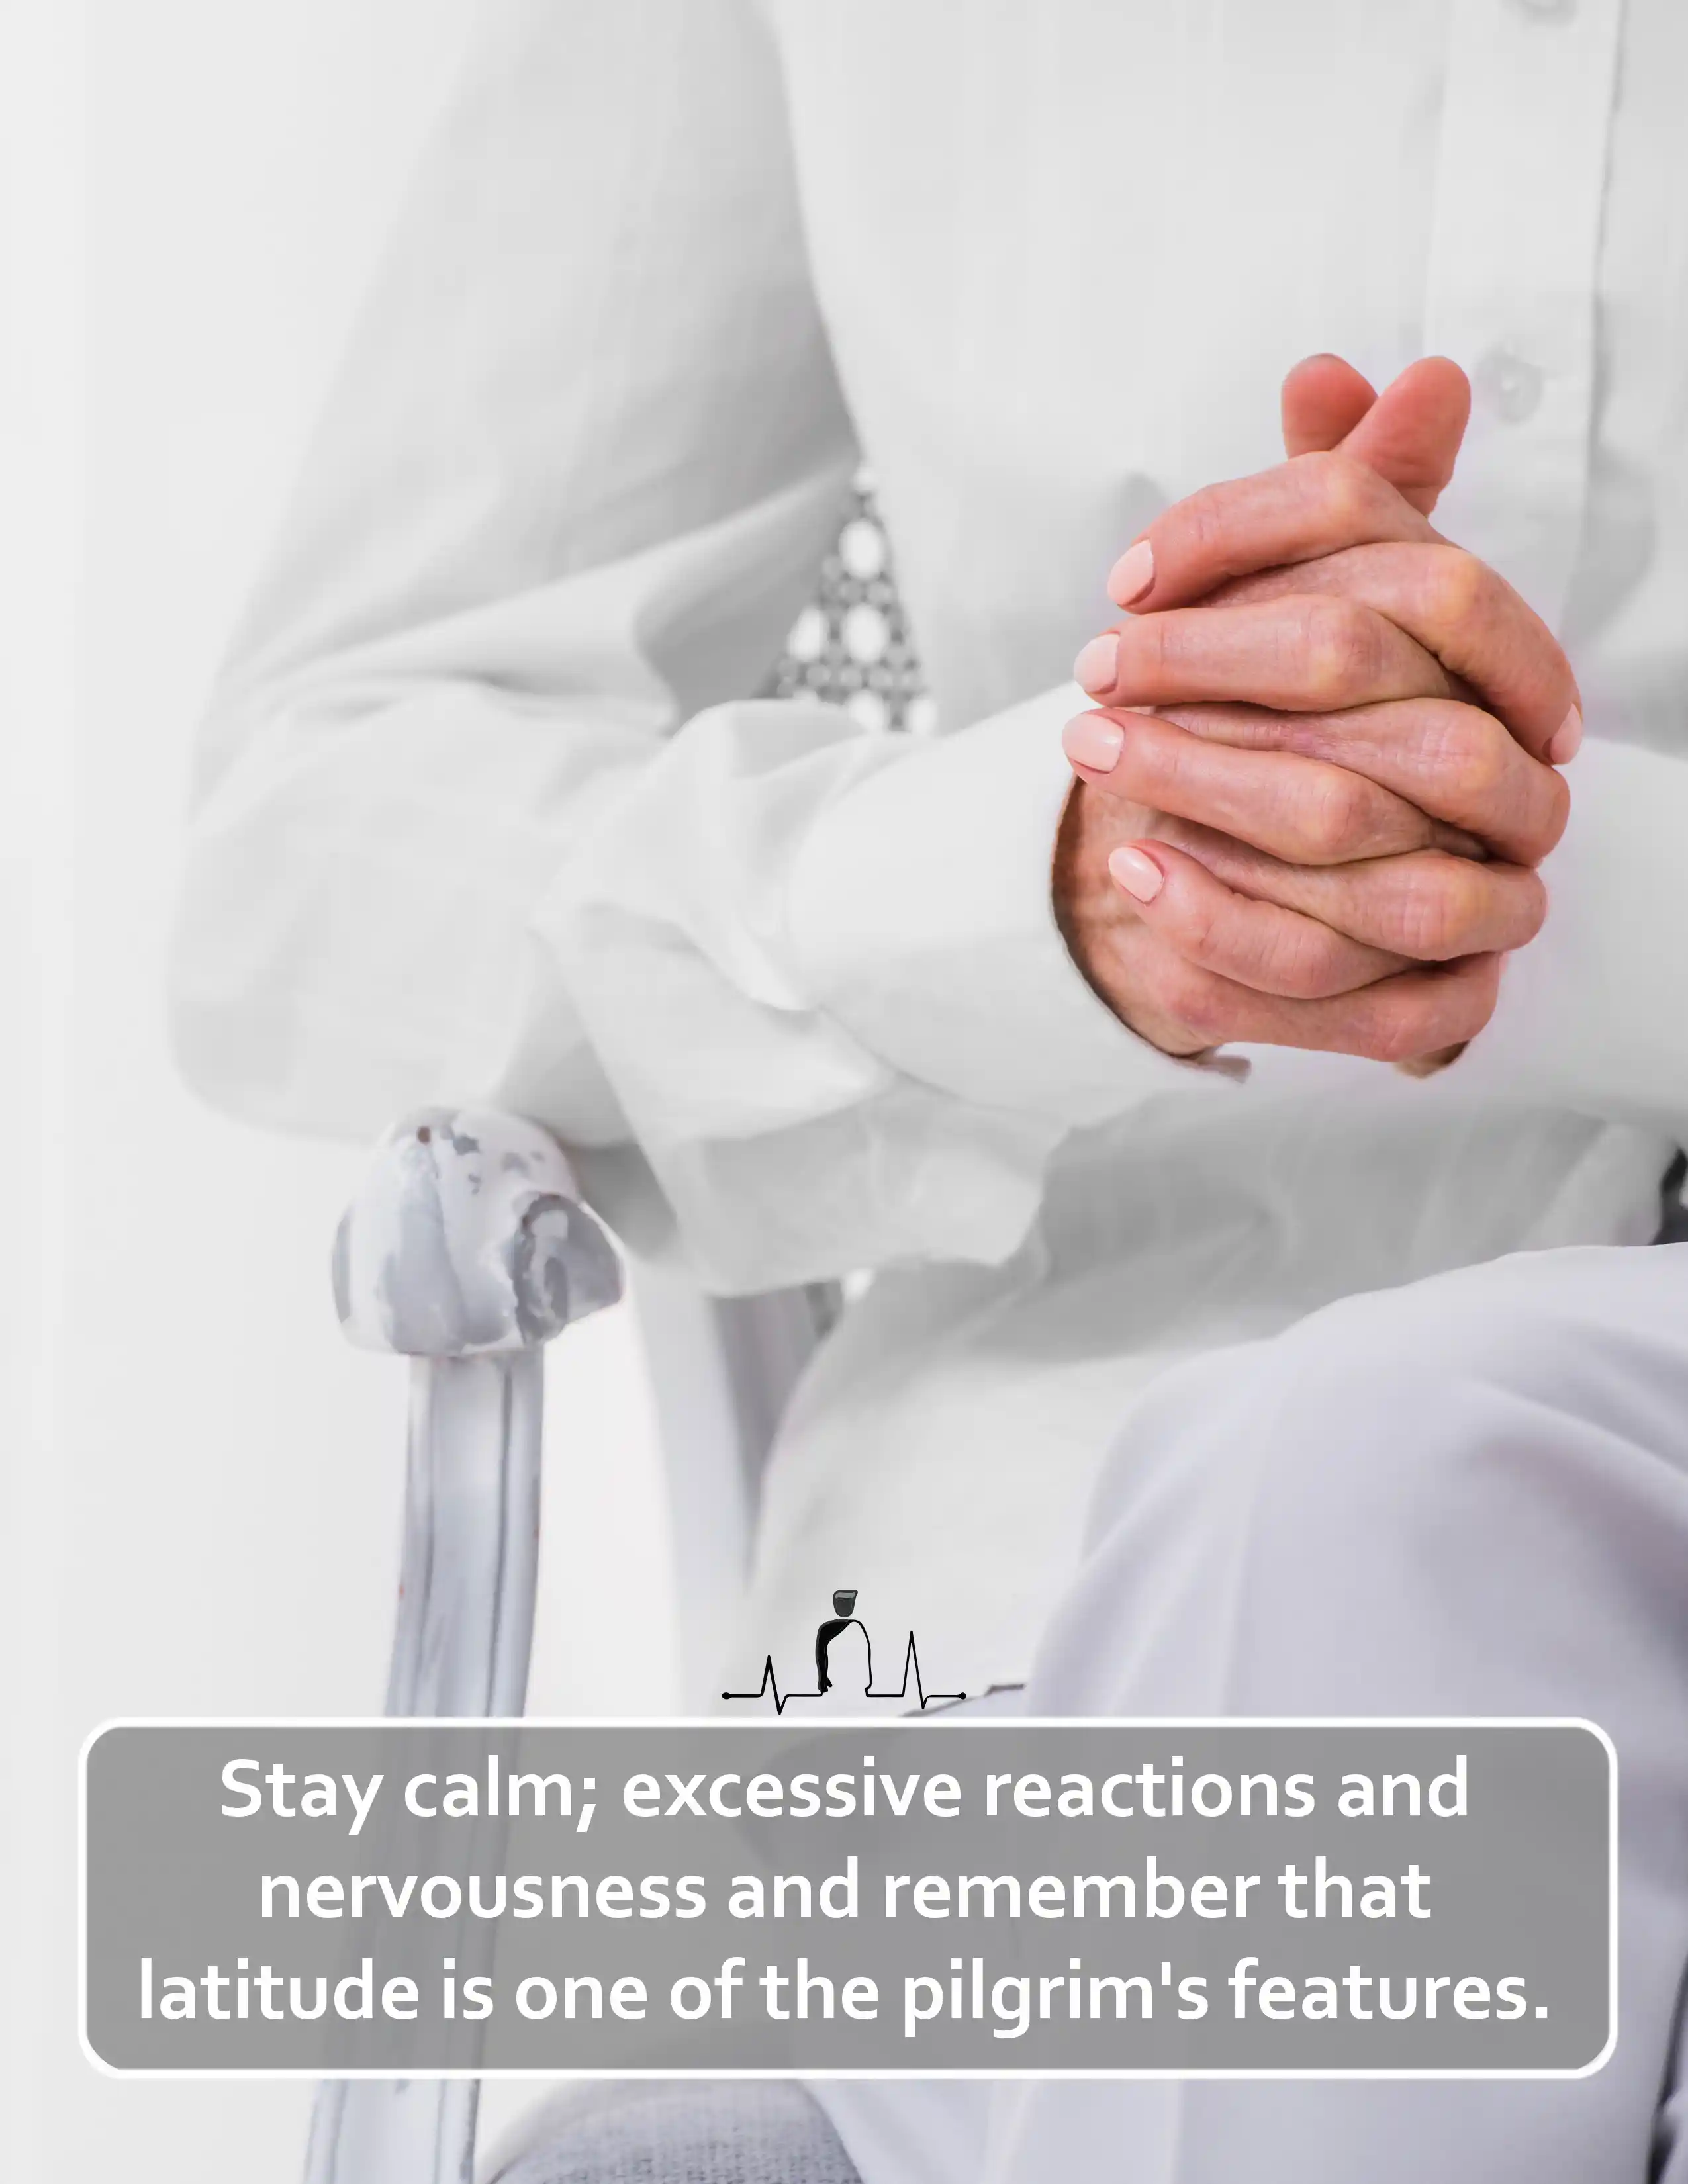 Stay calm; excessive reactions and
nervousness and remember that
latitude is one of the pilgrim's features.